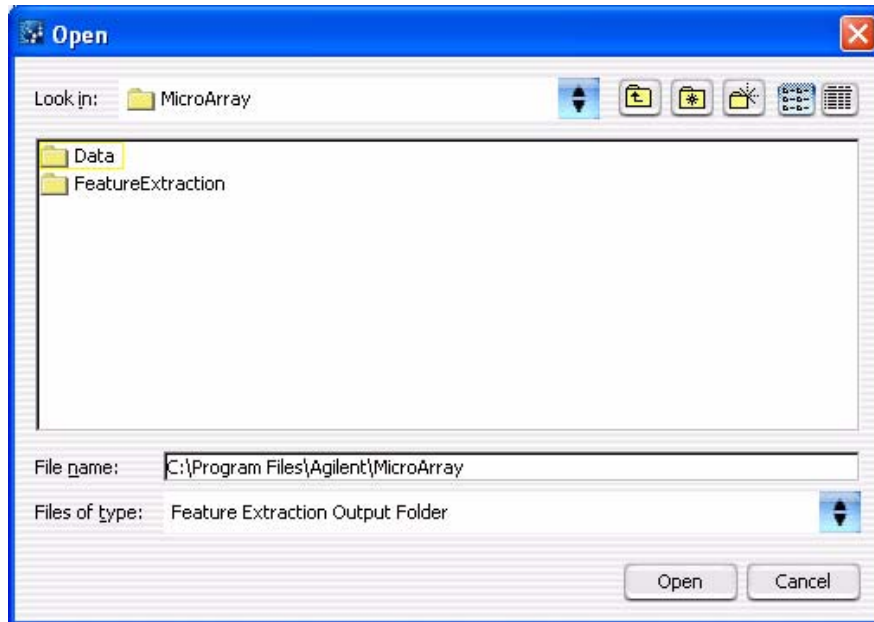 Open
Look in: MicroArray
Data
FeatureExtraction
File name: C:\Program Files\Agilent\MicroArray
Files of type: Feature Extraction Output Folder
Open Cancel